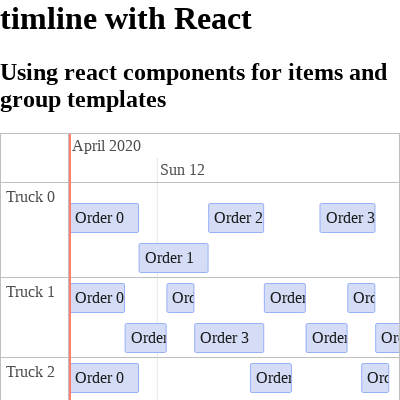 timline with React
Using react components for items and
group templates
April 2020
Sun 12
Truck 0
Order 0
Order 2
Order 3
Order 1
Truck 1
Order 0
Orc
Order
Orc
Order
Order 3
Order
Or
Truck 2
Order 0
Order
Orc